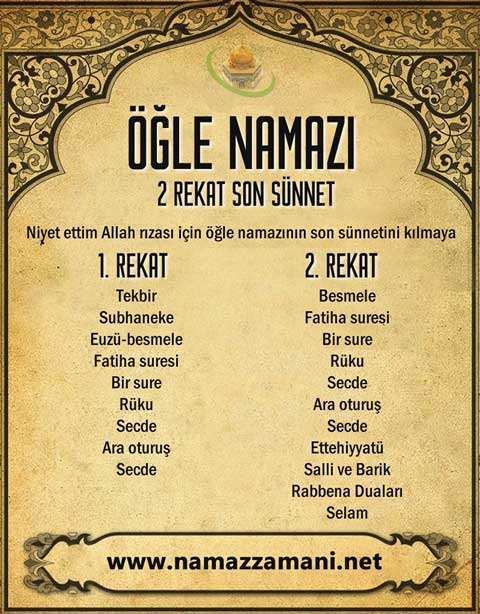 ÖĞLE NAMAZI
2 REKAT SON SÜNNET
Niyet ettim Allah rızası için öğle namazının son sünnetini kılmaya
1. REKAT
Tekbir
Subhaneke
Euzü-besmele
Fatiha suresi
Bir sure
Rüku
Secde
Ara oturuş
Secde
2. REKAT
Besmele
Fatiha suresi
Bir sure
Rüku
Secde
Ara oturuş
Secde
Ettehiyyatü
Salli ve Barik
Rabbena Duaları
Selam
www.namazzamani.net